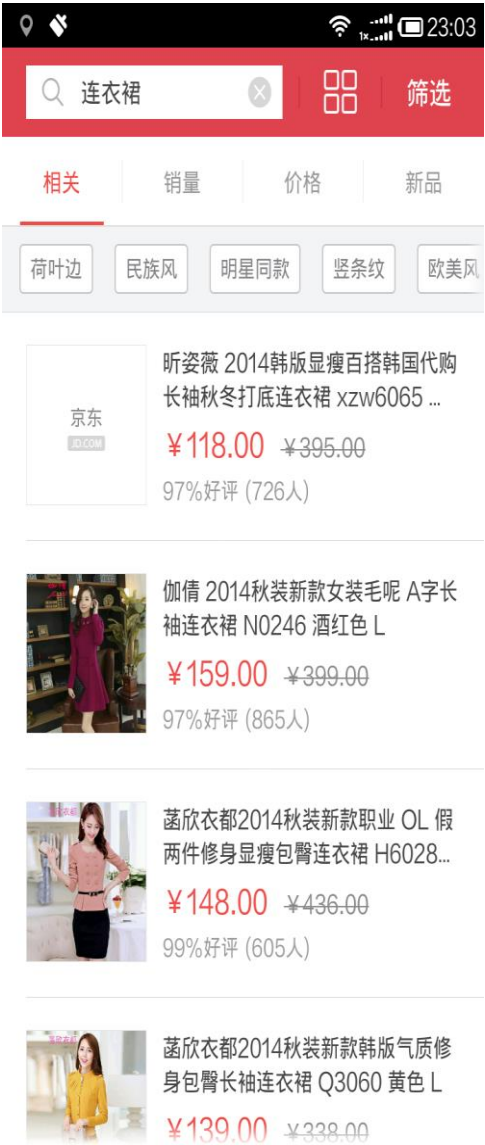 1x 23:03
连衣裙 筛选
相关 销量 价格 新品
荷叶边 民族风 明星同款 竖条纹 欧美风
京东
JD.COM
昕姿薇 2014韩版显瘦百搭韩国代购
长袖秋冬打底连衣裙 xzw6065 ...
¥118.00 ¥395.00
97%好评 (726人)
伽倩 2014秋装新款女装毛呢 A字长
袖连衣裙 N0246 酒红色 L
¥159.00 ¥399.00
97%好评 (865人)
菡欣衣都2014秋装新款职业 OL 假
两件修身显瘦包臀连衣裙 H6028...
¥148.00 ¥436.00
99%好评 (605人)
菡欣衣都2014秋装新款韩版气质修
身包臀长袖连衣裙 Q3060 黄色 L
¥139.00 ¥338.00